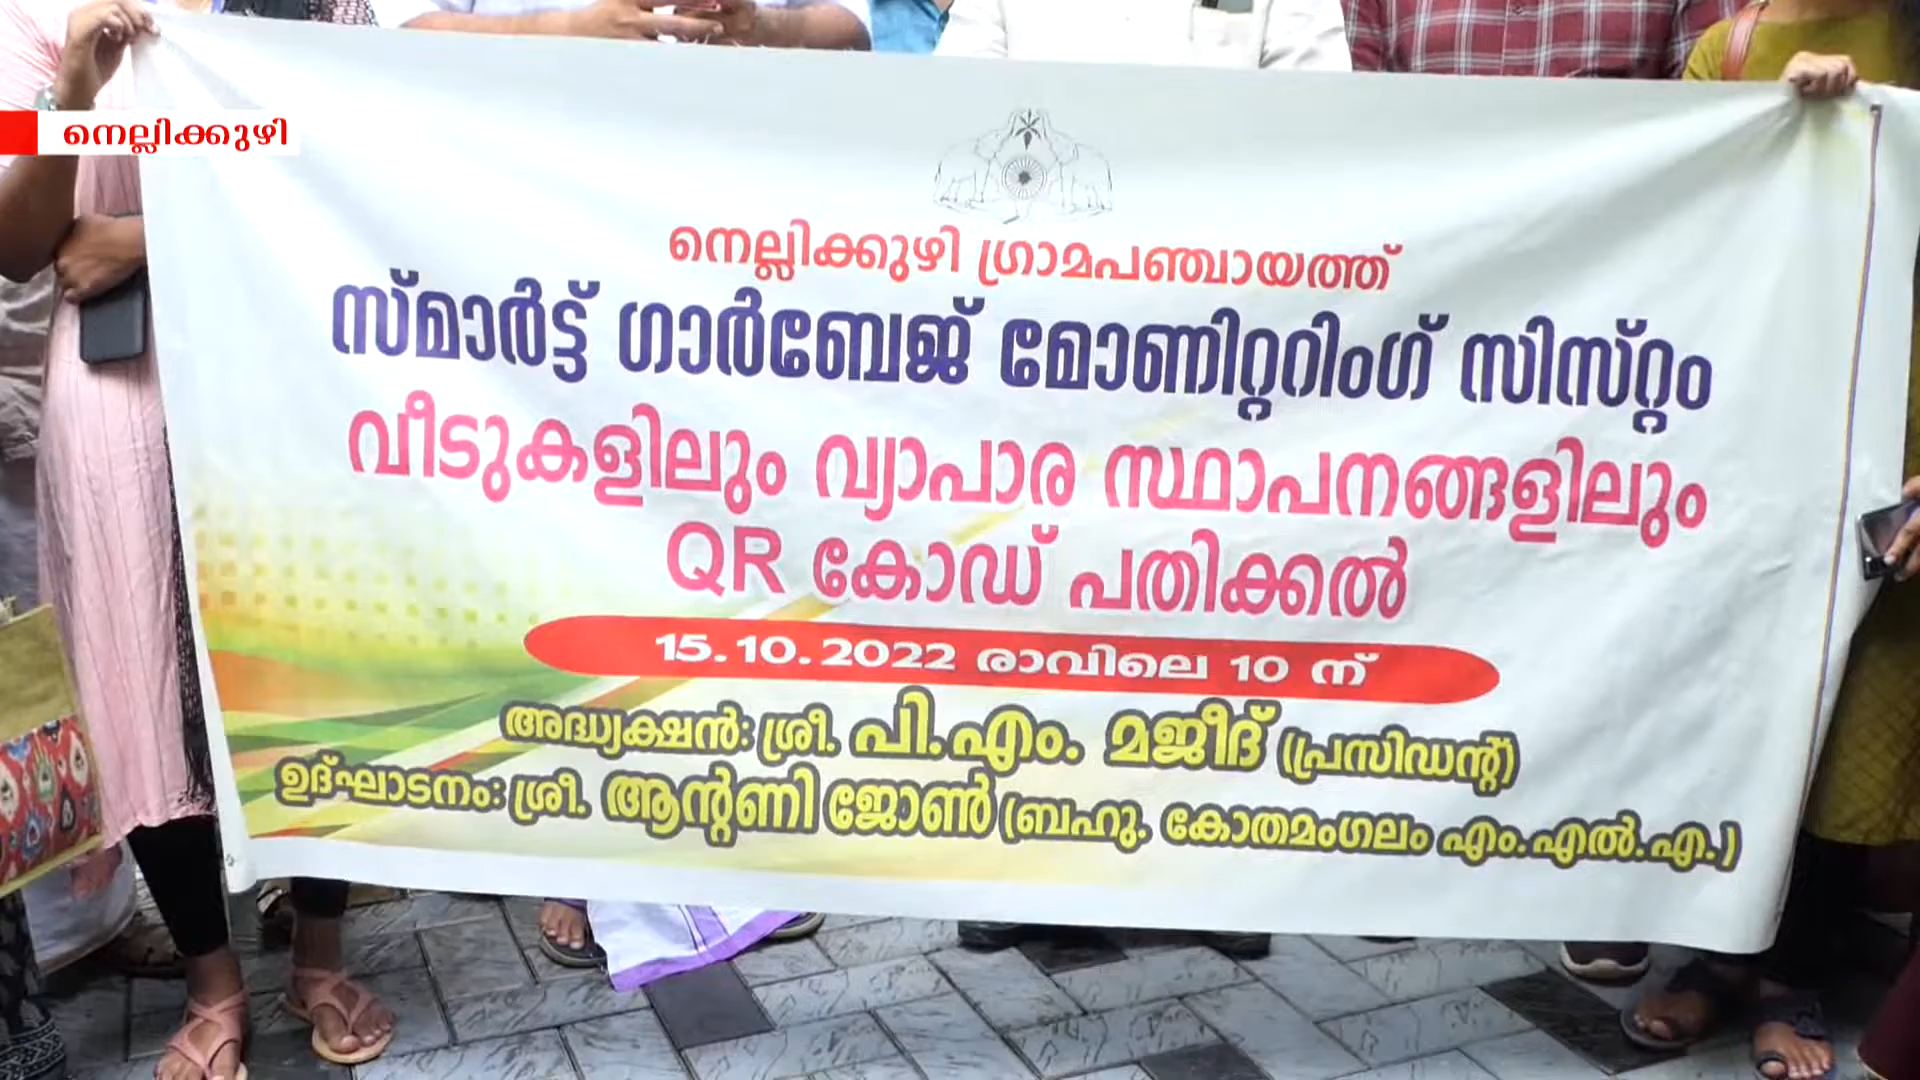 നെല്ലിക്കുഴി
നെല്ലിക്കുഴി ഗ്രാമപഞ്ചായത്ത്
സ്മാർട്ട് ഗാർബേജ് മോണിറ്ററിംഗ് സിസ്റ്റം
വീടുകളിലും വ്യാപാര സ്ഥാപനങ്ങളിലും
QR കോഡ് പതിക്കൽ
15.10.2022 രാവിലെ 10 ന്
അദ്ധ്യക്ഷൻ: ശ്രീ. പി.എം. മജീദ് (പ്രസിഡന്റ്)
ഉദ്ഘാടനം: ശ്രീ. ആന്റണി ജോൺ (ബഹു. കോതമംഗലം എം.എൽ.എ.)